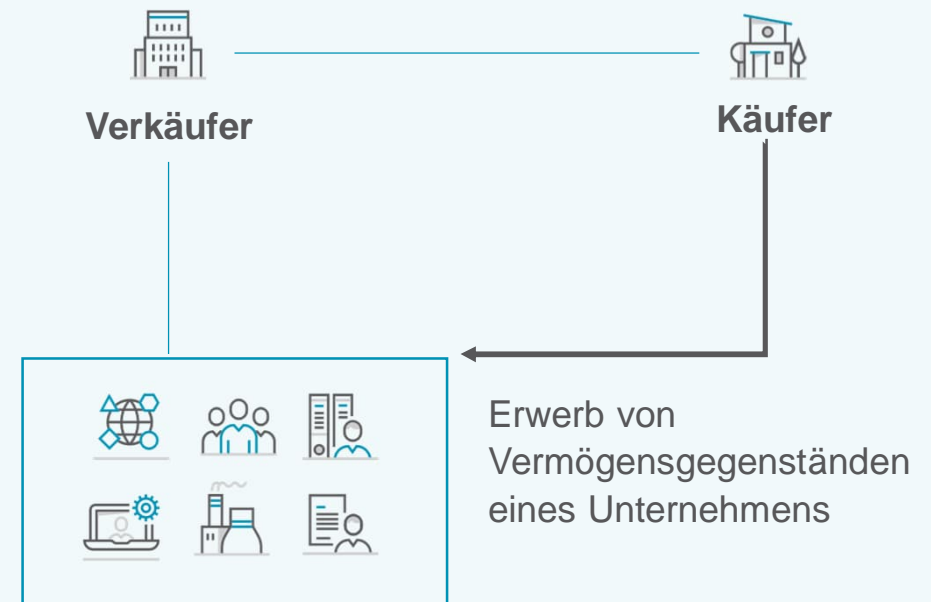 Verkäufer
Käufer
Erwerb von
Vermögensgegenständen
eines Unternehmens